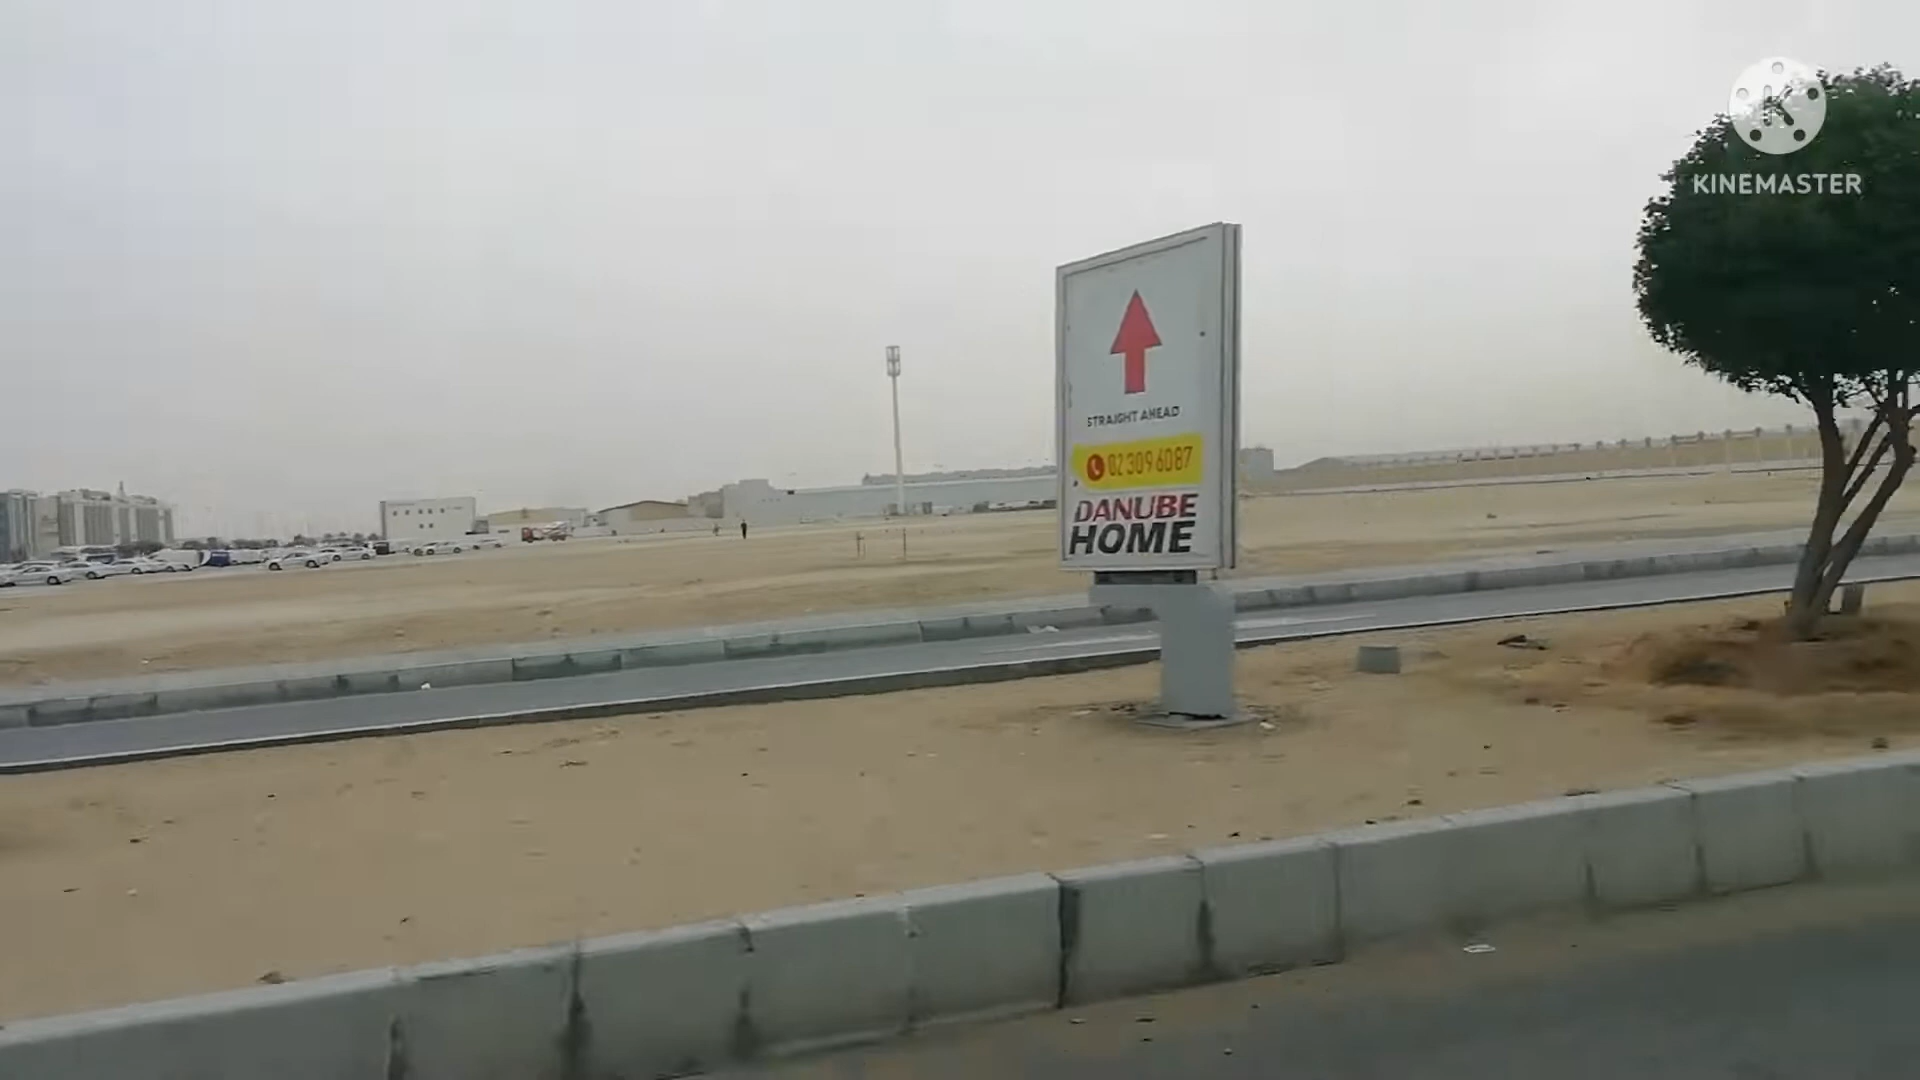 KINEMASTER
STRAIGHT AHEAD
02 309 6087
DANUBE
HOME